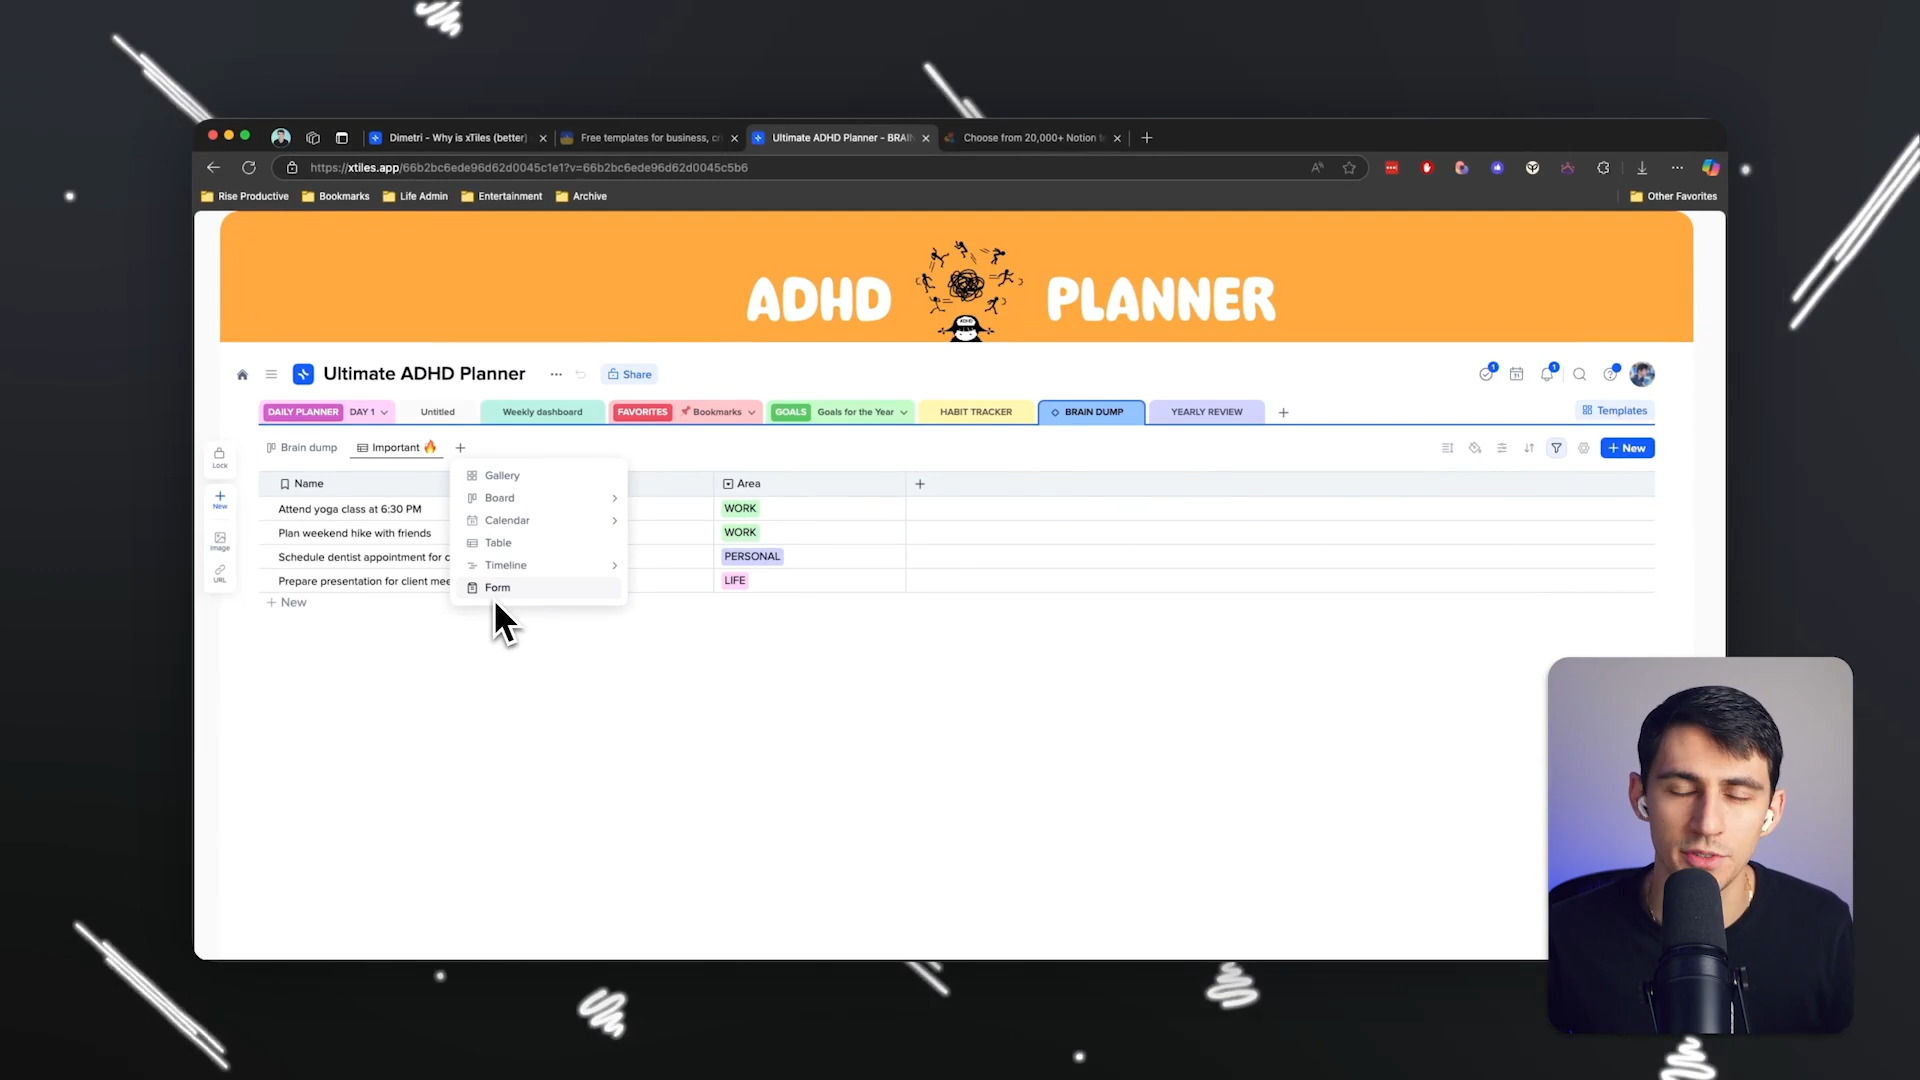 Dimetri - Why is xTiles (better)
Free templates for business, cr
Ultimate ADHD Planner - BRAIN
Choose from 20,000+ Notion te
https://xtiles.app/66b2bc6ede96d62d0045c1e1?v=66b2bc6ede96d62d0045c5b6
Rise Productive
Bookmarks
Life Admin
Entertainment
Archive
Other Favorites
ADHD
ADHD
PLANNER
Ultimate ADHD Planner
Share
1
1
DAILY PLANNER DAY 1
Untitled
Weekly dashboard
FAVORITES 📌 Bookmarks
GOALS Goals for the Year
HABIT TRACKER
BRAIN DUMP
YEARLY REVIEW
Templates
Lock
New
Image
URL
Brain dump
Important 🔥
+ New
Name
Area
Attend yoga class at 6:30 PM
WORK
Plan weekend hike with friends
WORK
Schedule dentist appointment for c
PERSONAL
Prepare presentation for client mee
LIFE
+ New
Gallery
Board
Calendar
Table
Timeline
Form